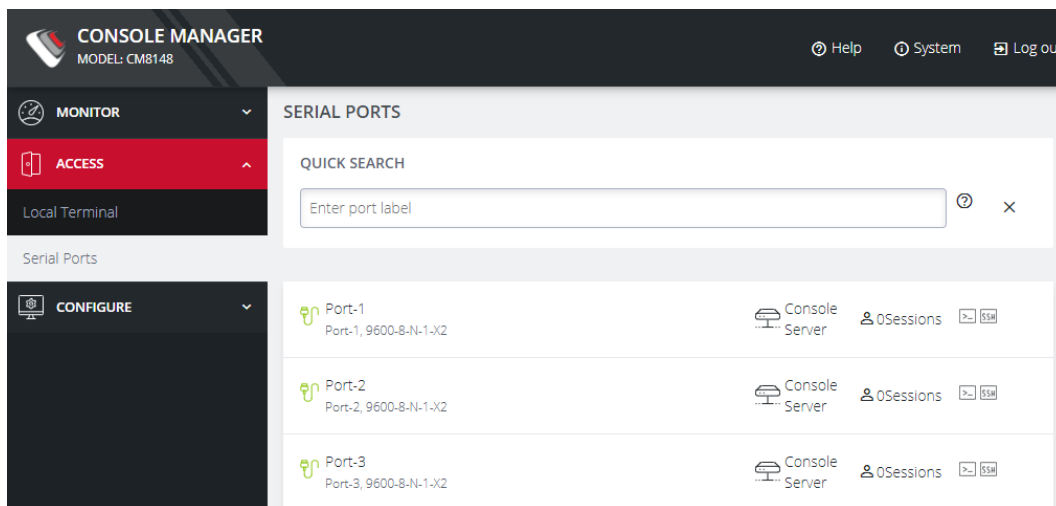 CONSOLE MANAGER
MODEL: CM8148
Help
System
Log ou
MONITOR
ACCESS
Local Terminal
Serial Ports
CONFIGURE
SERIAL PORTS
QUICK SEARCH
Enter port label
Port-1
Port-1, 9600-8-N-1-X2
Console
Server
0Sessions
>_
SSH
Port-2
Port-2, 9600-8-N-1-X2
Console
Server
0Sessions
>_
SSH
Port-3
Port-3, 9600-8-N-1-X2
Console
Server
0Sessions
>_
SSH